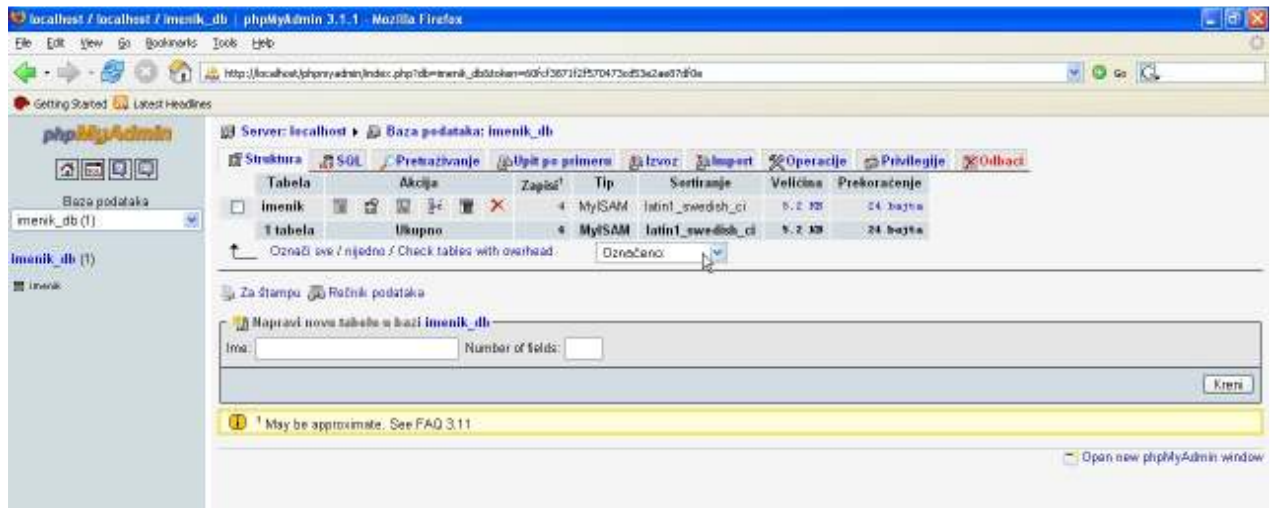 localhost / localhost / imenik_db | phpMyAdmin 3.1.1 - Mozilla Firefox
File Edit View Go Bookmarks Tools Help
Go
Getting Started Latest Headlines
phpMyAdmin
Baza podataka
imenik_db (1)
imenik_db (1)
imenik
Server: localhost ▸ Baza podataka: imenik_db
Struktura SQL Pretraživanje Upit po primeru Izvoz Import Operacije Privilegije Odbaci
Tabela Akcija Zapisi¹ Tip Sortiranje Veličina Prekoračenje
imenik 4 MyISAM latin1_swedish_ci 5.2 KB 24 bajta
1 tabela Ukupno 4 MyISAM latin1_swedish_ci 5.2 KB 24 bajta
Označi sve / nijedno / Check tables with overhead Označeno:
Za štampu Rečnik podataka
Napravi novu tabelu u bazi imenik_db
Ime: Number of fields:
Kreni
¹ May be approximate. See FAQ 3.11
Open new phpMyAdmin window